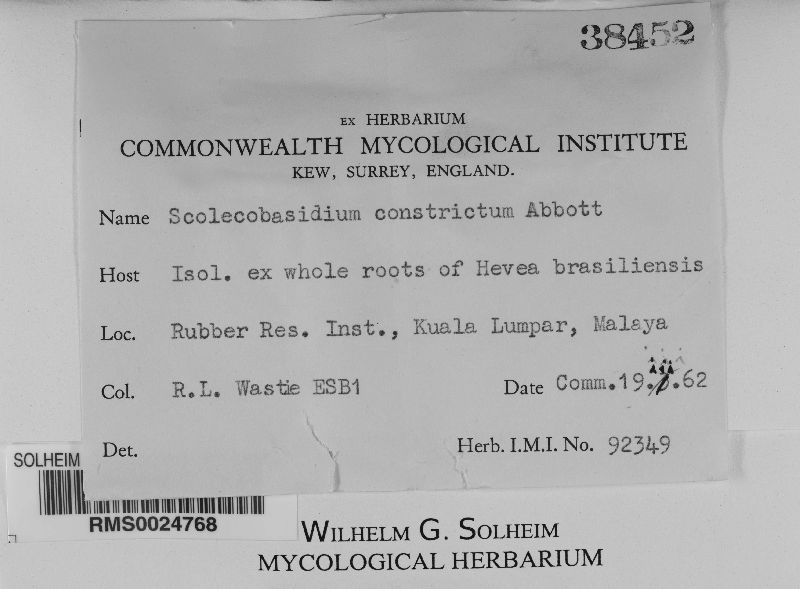 38452
EX HERBARIUM
COMMONWEALTH MYCOLOGICAL INSTITUTE
KEW, SURREY, ENGLAND.
Name Scolecobasidium constrictum Abbott
Host Isol. ex whole roots of Hevea brasiliensis
Loc. Rubber Res. Inst., Kuala Lumpar, Malaya
Col. R.L. Wastie ESB1 Date Comm.19. .62
Det. Herb. I.M.I. No. 92349
SOLHEIM
RMS0024768
WILHELM G. SOLHEIM
MYCOLOGICAL HERBARIUM